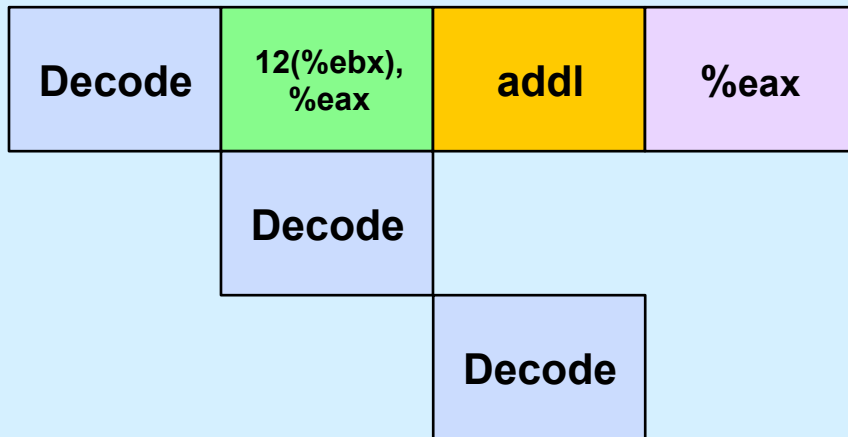 Decode
12(%ebx),
%eax
addl
%eax
Decode
Decode